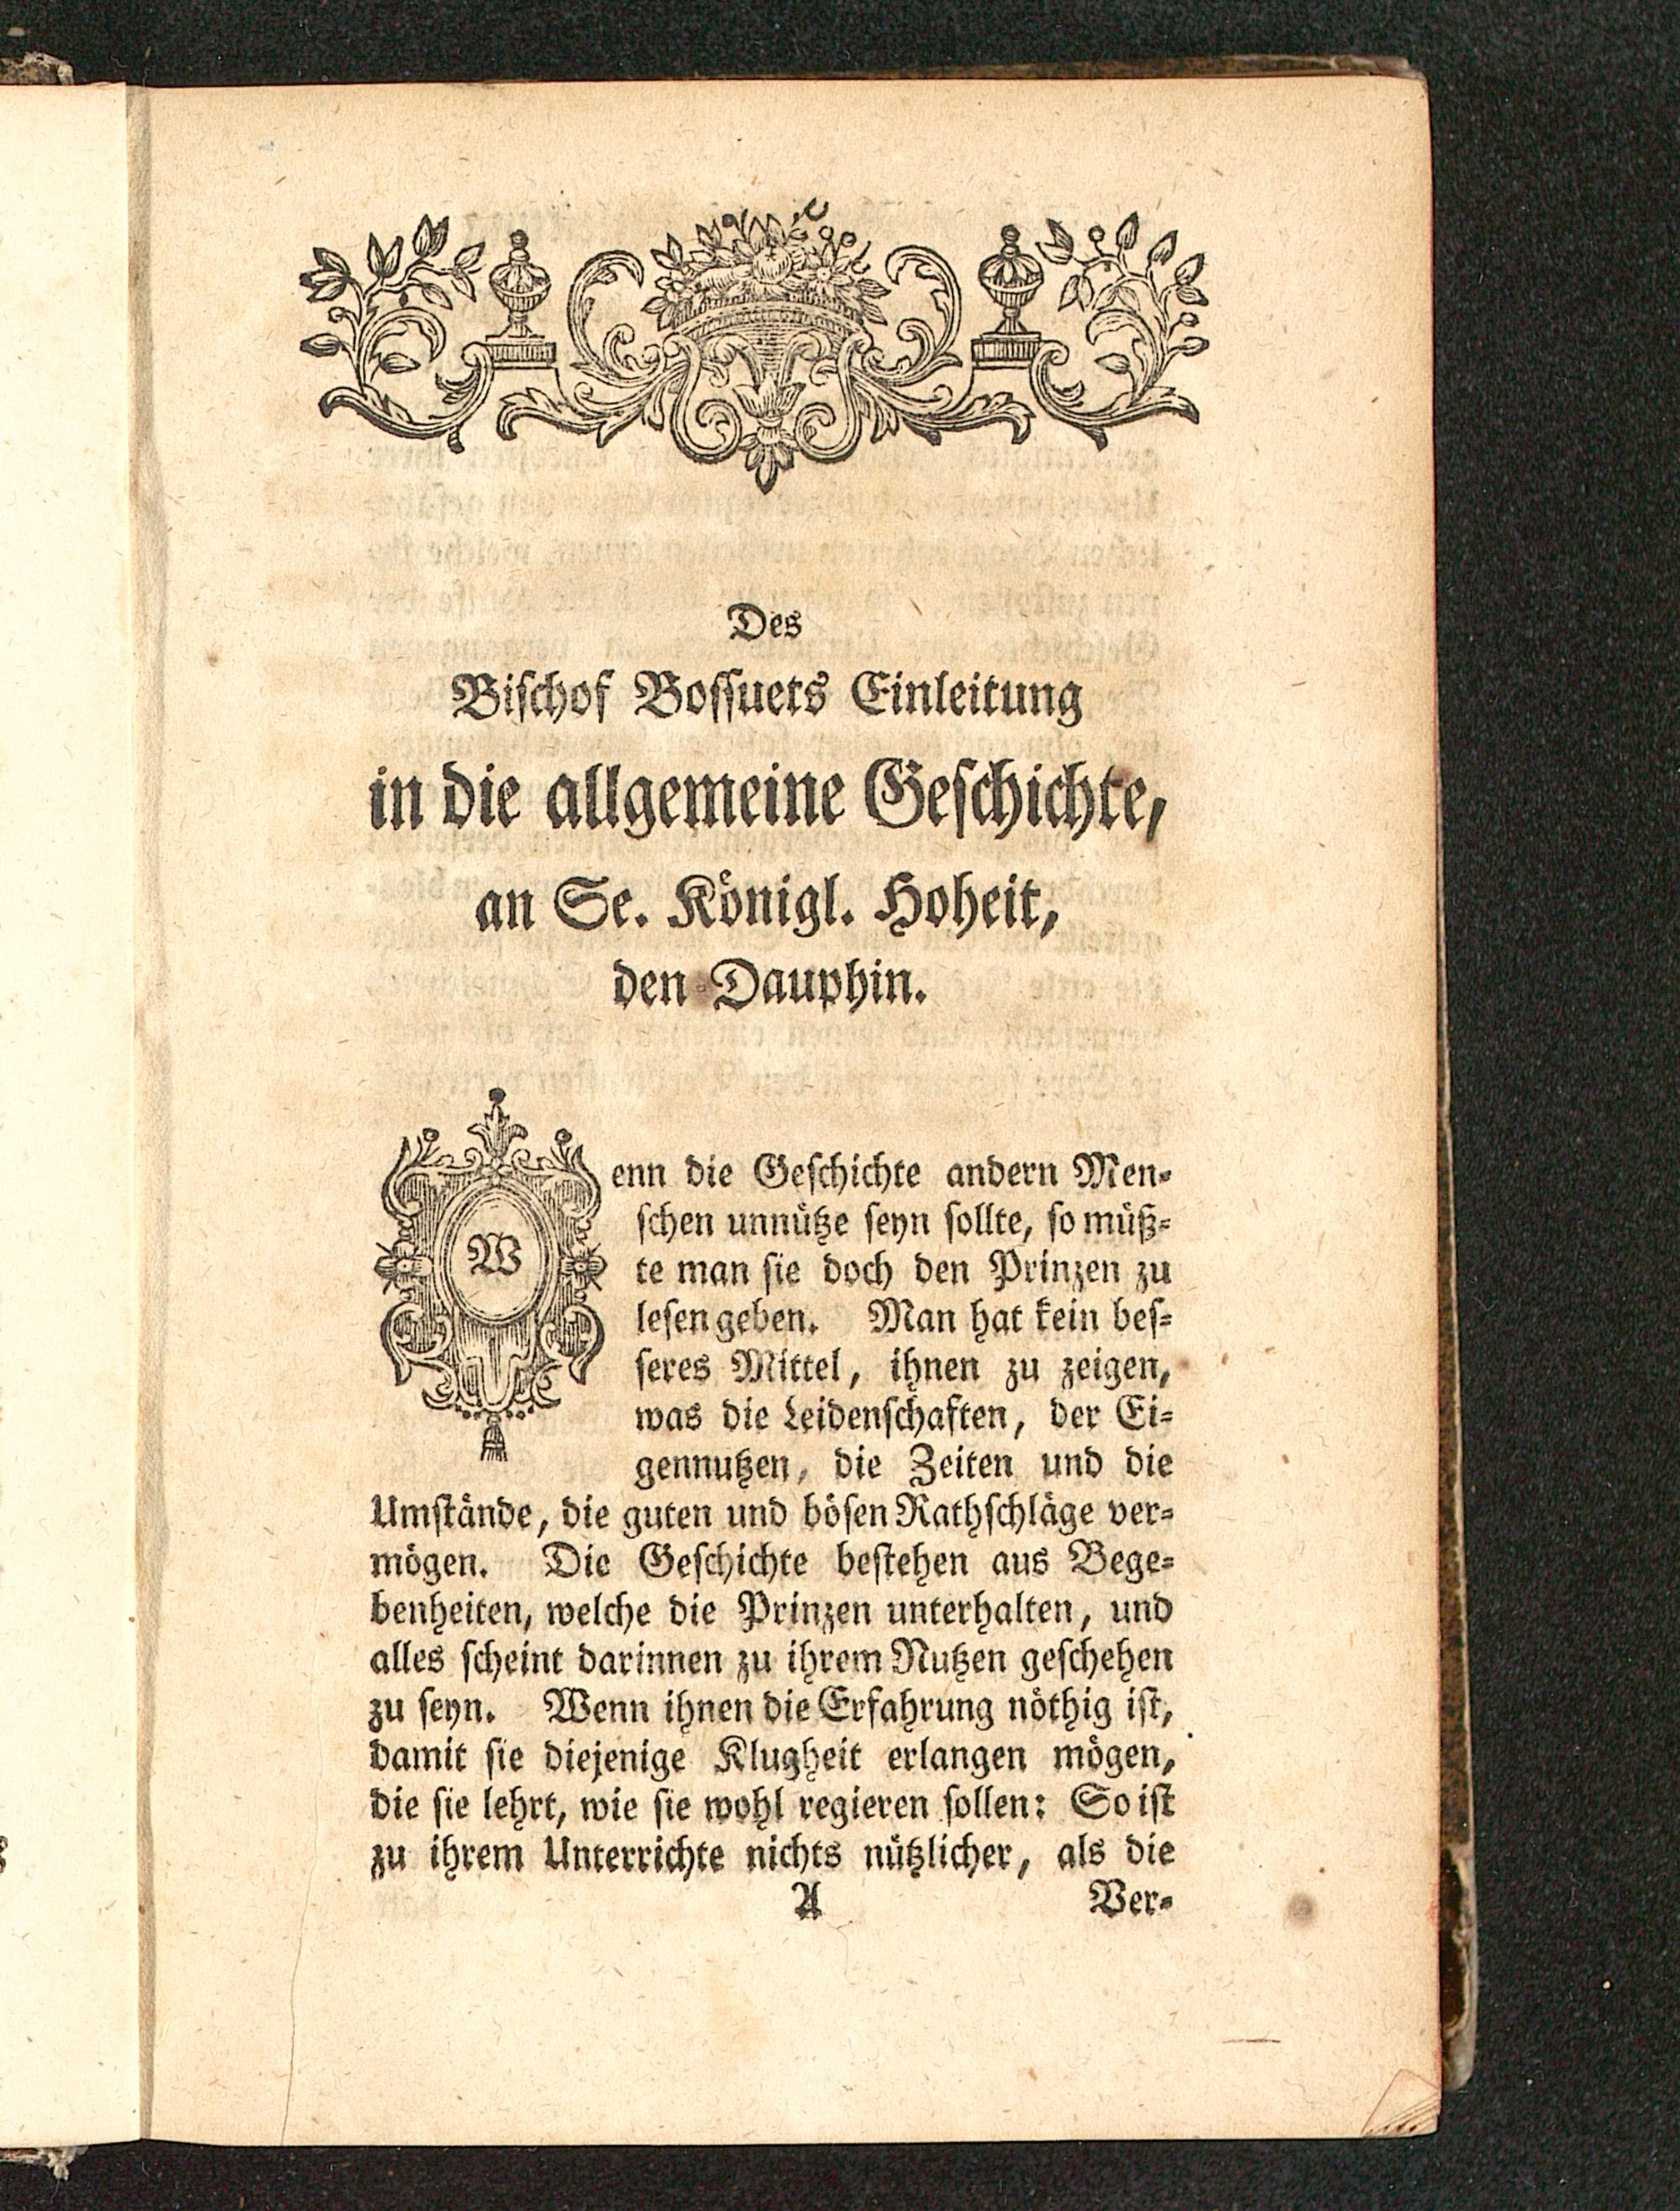 Des
Bischof Bossuets Einleitung
in die allgemeine Geschichte,
an Se. Königl. Hoheit,
den Dauphin.
Wenn die Geschichte andern Men-
schen unnütze seyn sollte, so müß-
te man sie doch den Prinzen zu
lesen geben. Man hat kein bes-
seres Mittel, ihnen zu zeigen,
was die Leidenschaften, der Ei-
gennutzen, die Zeiten und die
Umstände, die guten und bösen Rathschläge ver-
mögen. Die Geschichte bestehen aus Bege-
benheiten, welche die Prinzen unterhalten, und
alles scheint darinnen zu ihrem Nutzen geschehen
zu seyn. Wenn ihnen die Erfahrung nöthig ist,
damit sie diejenige Klugheit erlangen mögen,
die sie lehrt, wie sie wohl regieren sollen: So ist
zu ihrem Unterrichte nichts nützlicher, als die
A Ver-